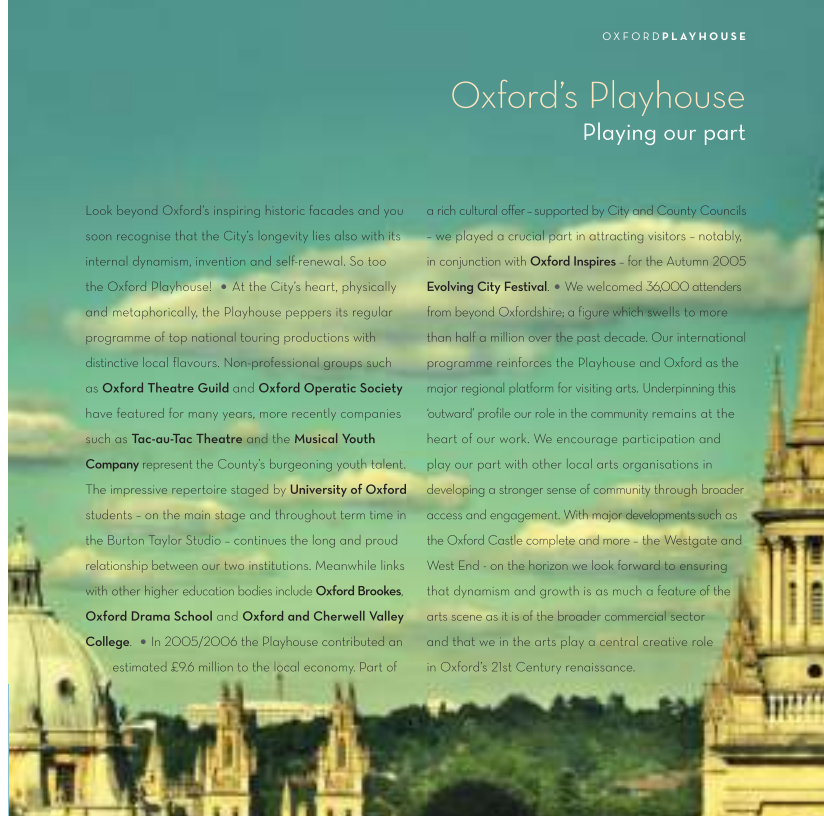 OXFORDPLAYHOUSE
Oxford's Playhouse
Playing our part
Look beyond Oxford's inspiring historic facades and you
soon recognise that the City's longevity lies also with its
internal dynamism, invention and self-renewal. So too
the Oxford Playhouse! • At the City's heart, physically
and metaphorically, the Playhouse peppers its regular
programme of top national touring productions with
distinctive local flavours. Non-professional groups such
as Oxford Theatre Guild and Oxford Operatic Society
have featured for many years, more recently companies
such as Tac-au-Tac Theatre and the Musical Youth
Company represent the County's burgeoning youth talent.
The impressive repertoire staged by University of Oxford
students – on the main stage and throughout term time in
the Burton Taylor Studio – continues the long and proud
relationship between our two institutions. Meanwhile links
with other higher education bodies include Oxford Brookes,
Oxford Drama School and Oxford and Cherwell Valley
College. • In 2005/2006 the Playhouse contributed an
estimated £9.6 million to the local economy. Part of
a rich cultural offer – supported by City and County Councils
– we played a crucial part in attracting visitors – notably,
in conjunction with Oxford Inspires – for the Autumn 2005
Evolving City Festival. • We welcomed 36,000 attenders
from beyond Oxfordshire; a figure which swells to more
than half a million over the past decade. Our international
programme reinforces the Playhouse and Oxford as the
major regional platform for visiting arts. Underpinning this
'outward' profile our role in the community remains at the
heart of our work. We encourage participation and
play our part with other local arts organisations in
developing a stronger sense of community through broader
access and engagement. With major developments such as
the Oxford Castle complete and more – the Westgate and
West End - on the horizon we look forward to ensuring
that dynamism and growth is as much a feature of the
arts scene as it is of the broader commercial sector
and that we in the arts play a central creative role
in Oxford's 21st Century renaissance.